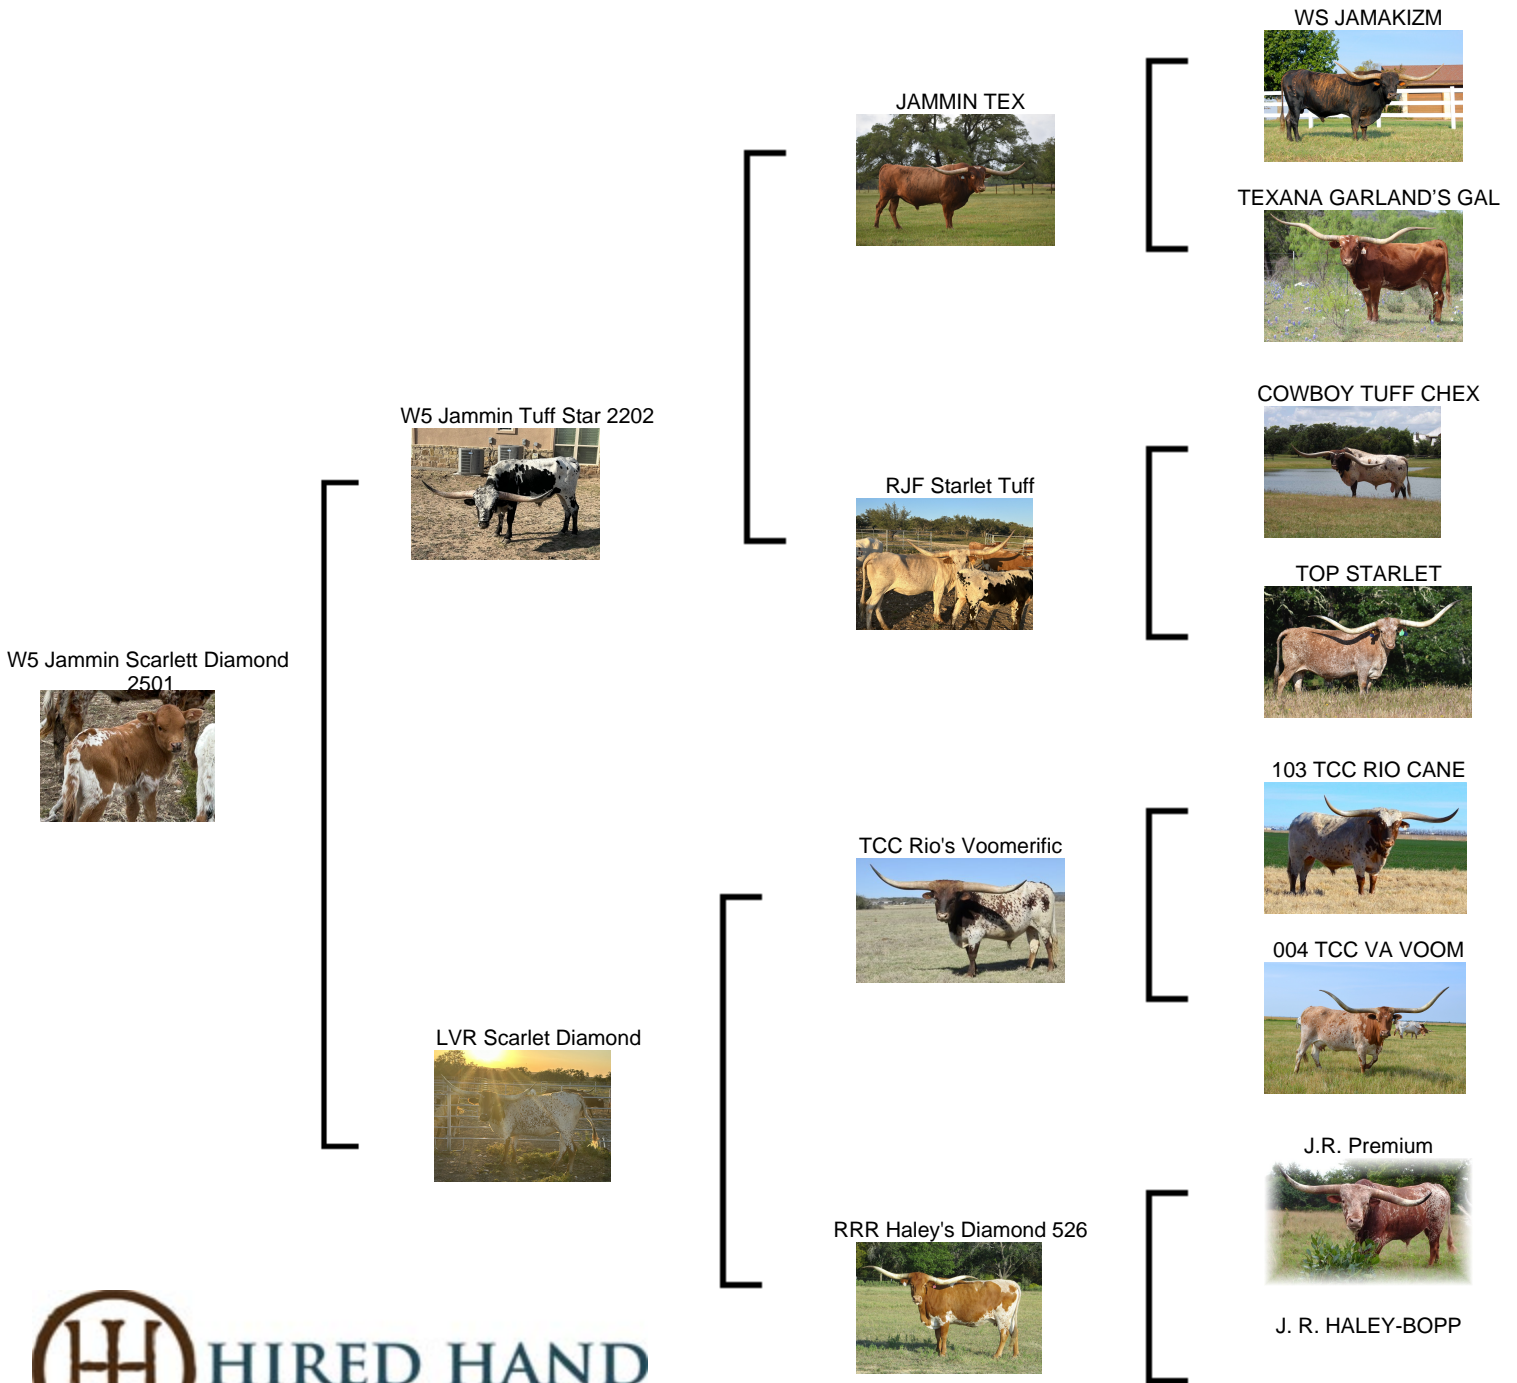 WS JAMAKIZM
JAMMIN TEX
TEXANA GARLAND'S GAL
COWBOY TUFF CHEX
W5 Jammin Tuff Star 2202
RJF Starlet Tuff
TOP STARLET
W5 Jammin Scarlett Diamond
2501
103 TCC RIO CANE
TCC Rio's Voomerific
004 TCC VA VOOM
LVR Scarlet Diamond
J.R. Premium
RRR Haley's Diamond 526
J. R. HALEY-BOPP
HIRED HAND